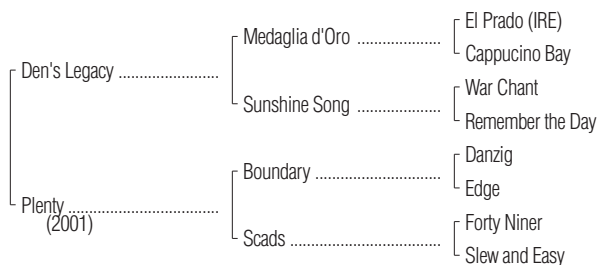 El Prado (IRE)
Medaglia d'Oro ....................
Cappucino Bay
Den's Legacy ........................
War Chant
Sunshine Song ....................
Remember the Day
Danzig
Boundary ..............................
Edge
Plenty ....................................
(2001)
Forty Niner
Scads ....................................
Slew and Easy